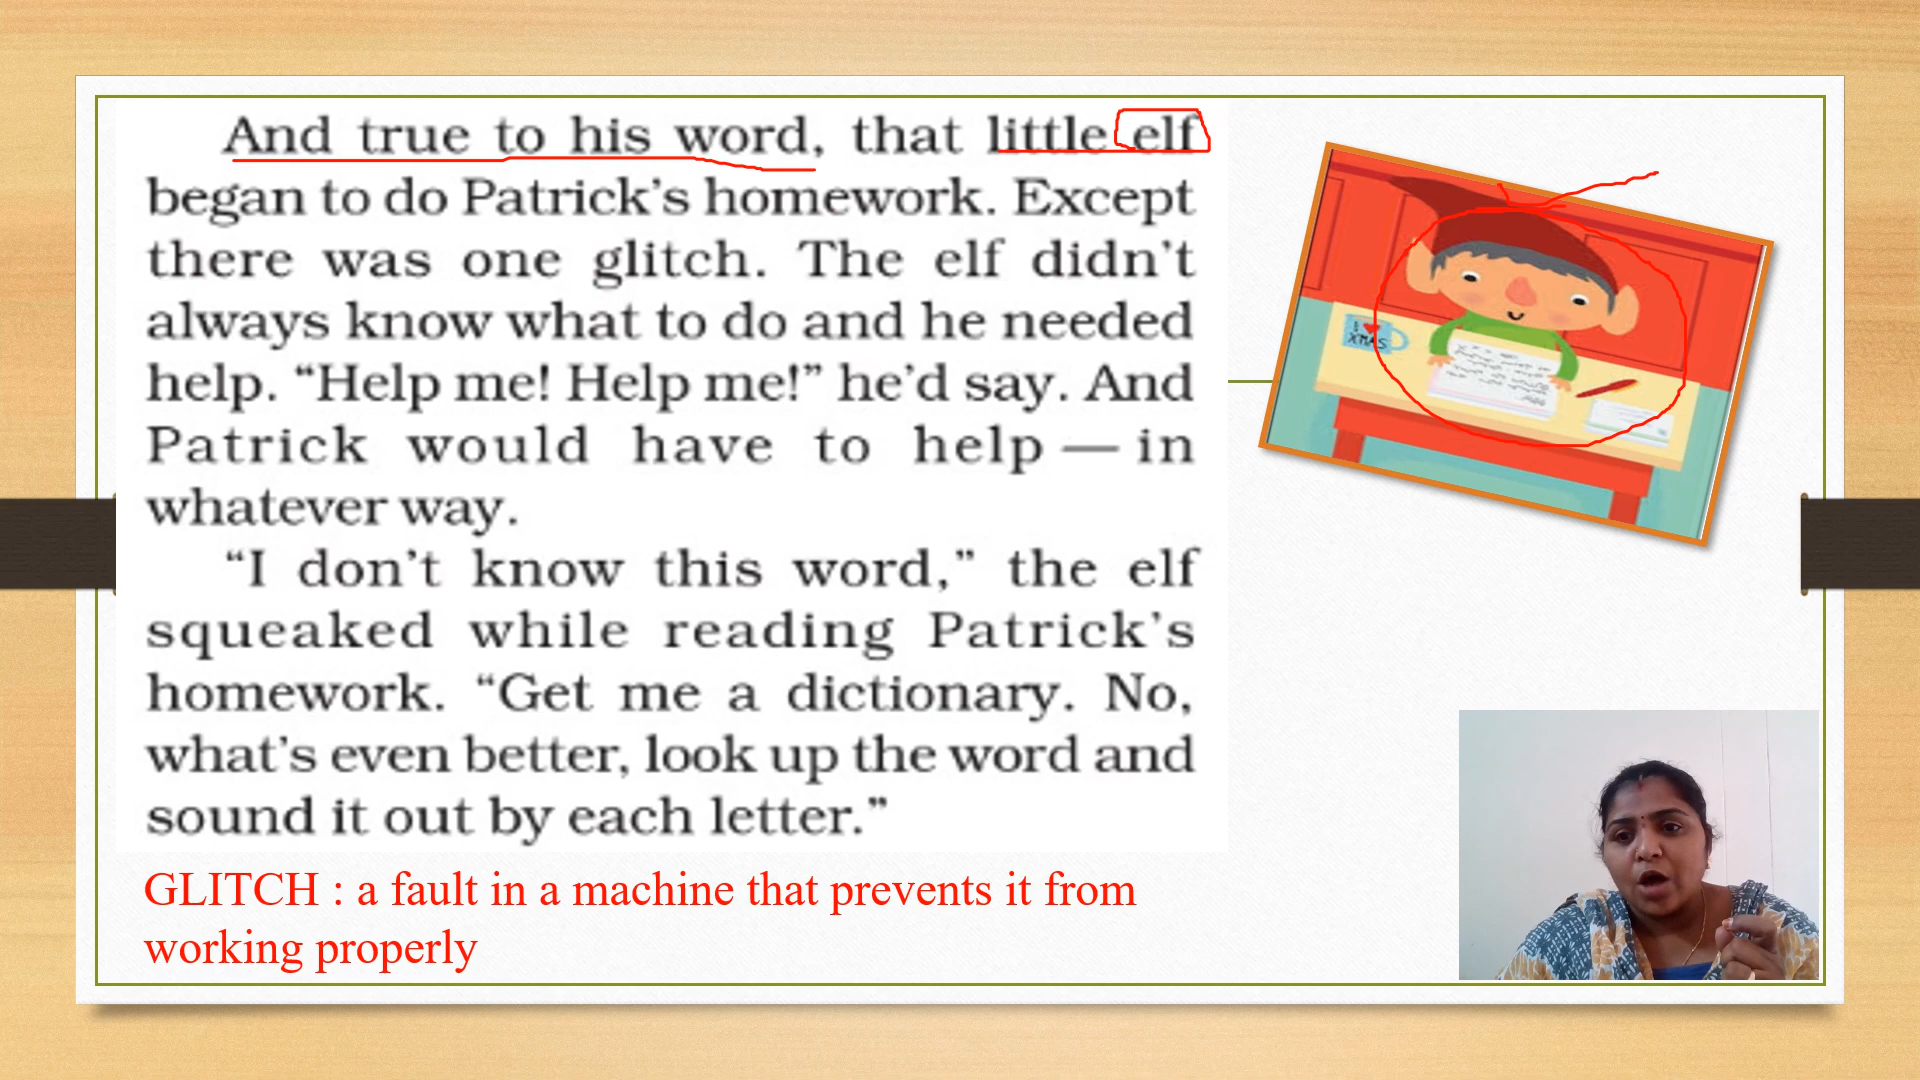 And true to his word, that little elf
began to do Patrick’s homework. Except
there was one glitch. The elf didn’t
always know what to do and he needed
help. “Help me! Help me!” he’d say. And
Patrick would have to help — in
whatever way.
“I don’t know this word,” the elf
squeaked while reading Patrick’s
homework. “Get me a dictionary. No,
what’s even better, look up the word and
sound it out by each letter.”
GLITCH : a fault in a machine that prevents it from
working properly
I
XMAS